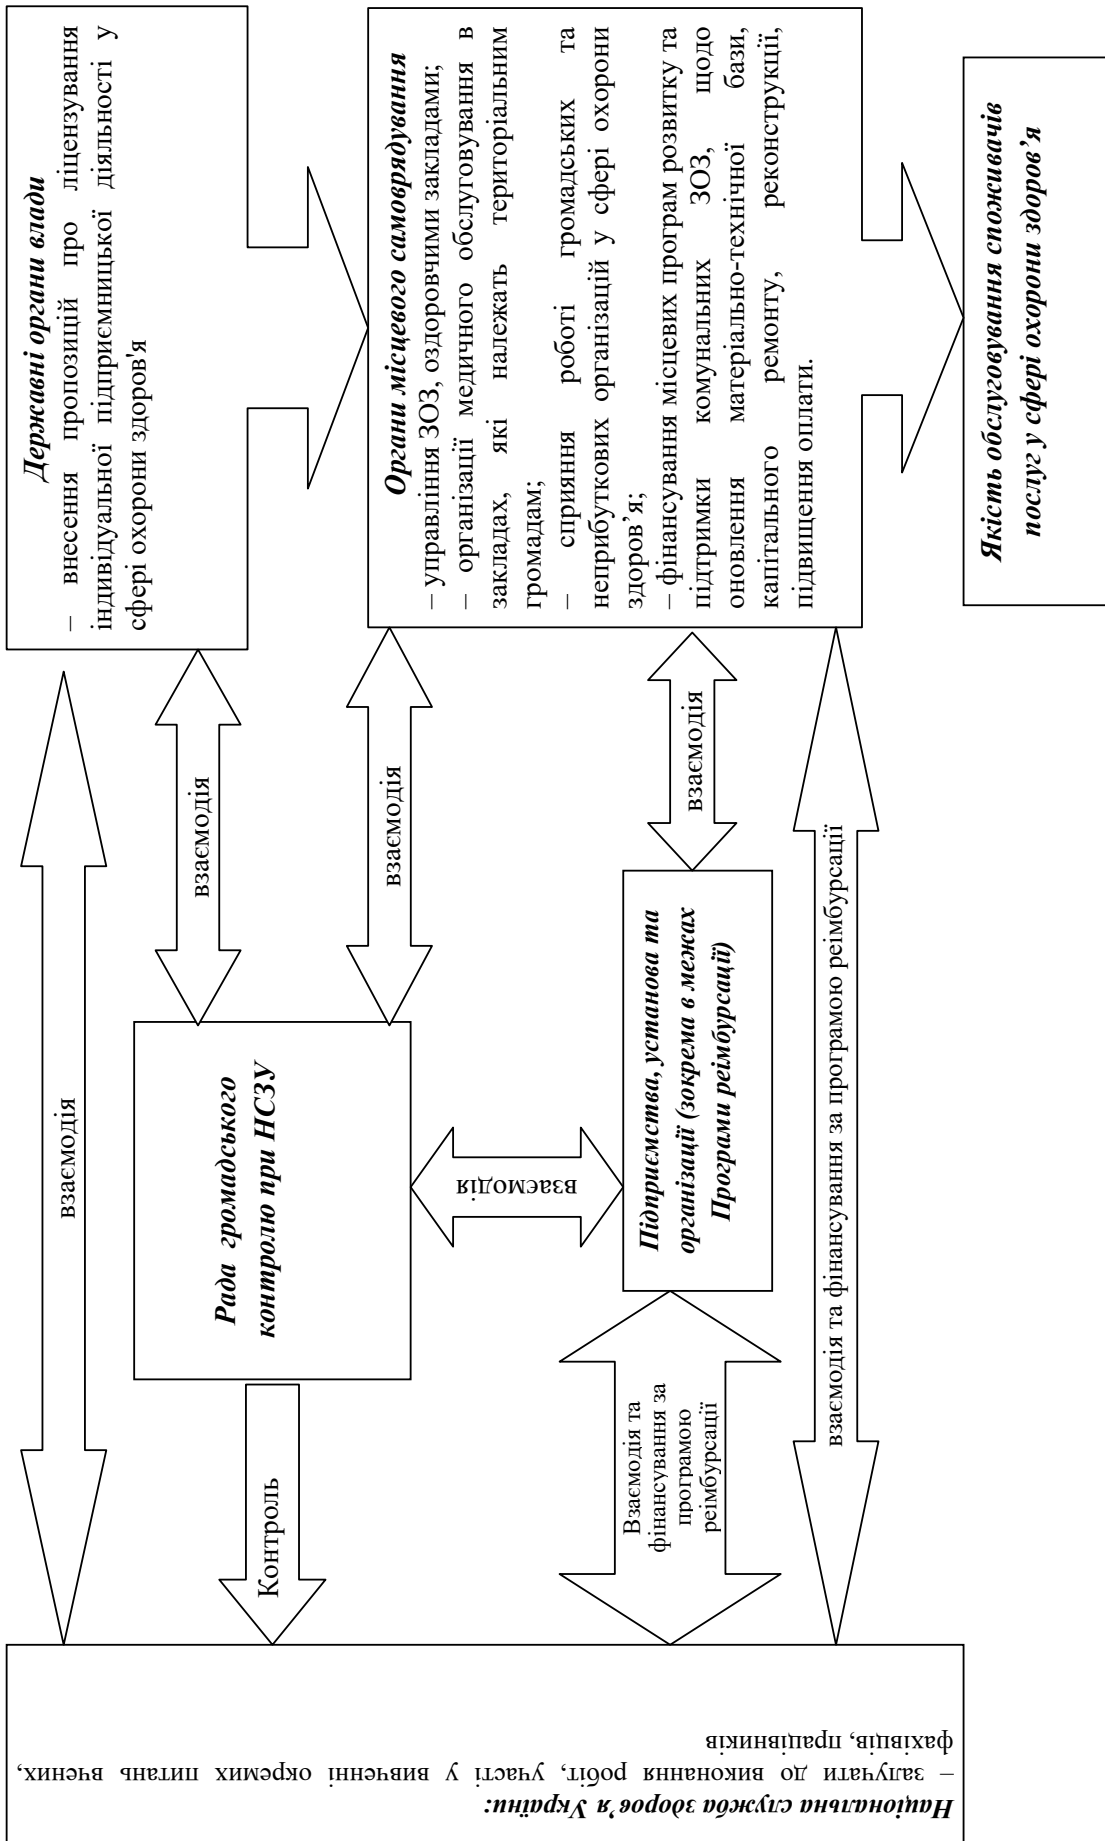 Національна служба здоров'я України:
– залучати до виконання робіт, участі у вивченні окремих питань вчених,
фахівців, працівників
взаємодія
Державні органи влади
– внесення пропозицій про ліцензування
індивідуальної підприємницької діяльності у
сфері охорони здоров'я
взаємодія
Рада громадського
контролю при НСЗУ
Контроль
взаємодія
Органи місцевого самоврядування
– управління ЗОЗ, оздоровчими закладами;
– організації медичного обслуговування в
закладах, які належать територіальним
громадам;
– сприяння роботі громадських та
неприбуткових організацій у сфері охорони
здоров'я;
– фінансування місцевих програм розвитку та
підтримки комунальних ЗОЗ, щодо
оновлення матеріально-технічної бази,
капітального ремонту, реконструкції,
підвищення оплати.
взаємодія
Взаємодія та
фінансування за
програмою
реімбурсації
Підприємства, установа та
організації (зокрема в межах
Програми реімбурсації)
взаємодія
взаємодія та фінансування за програмою реімбурсації
Якість обслуговування споживачів
послуг у сфері охорони здоров'я